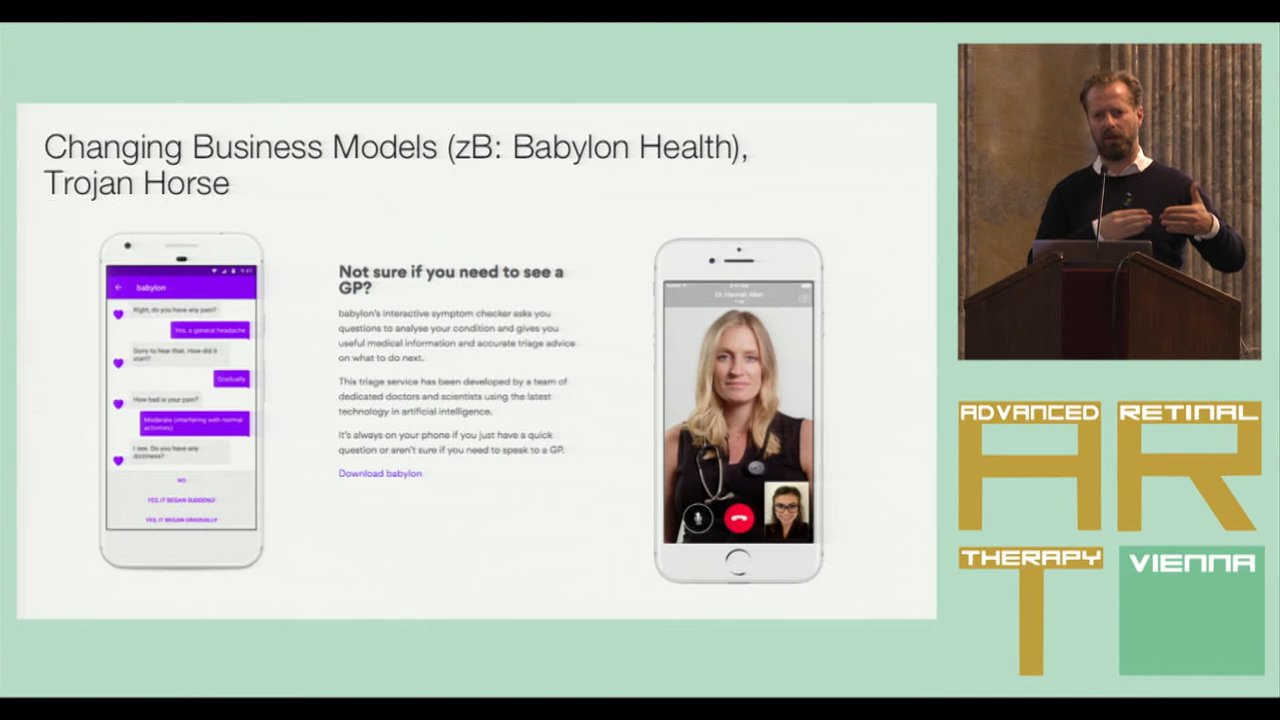 Changing Business Models (zB: Babylon Health),
Trojan Horse
babylon
Right, do you have any pain?
Yes, a general headache
Sorry to hear that. How did it
start?
Gradually
How bad is your pain?
Moderate (interfering with normal
activities)
I see. Do you have any
dizziness?
NO
YES, IT BEGAN SUDDENLY
YES, IT BEGAN GRADUALLY
Not sure if you need to see a
GP?
babylon's interactive symptom checker asks you
questions to analyse your condition and gives you
useful medical information and accurate triage advice
on what to do next.
This triage service has been developed by a team of
dedicated doctors and scientists using the latest
technology in artificial intelligence.
It's always on your phone if you just have a quick
question or aren't sure if you need to speak to a GP.
Download babylon
Dr. Hannah Allen
ADVANCED RETINAL
THERAPY VIENNA